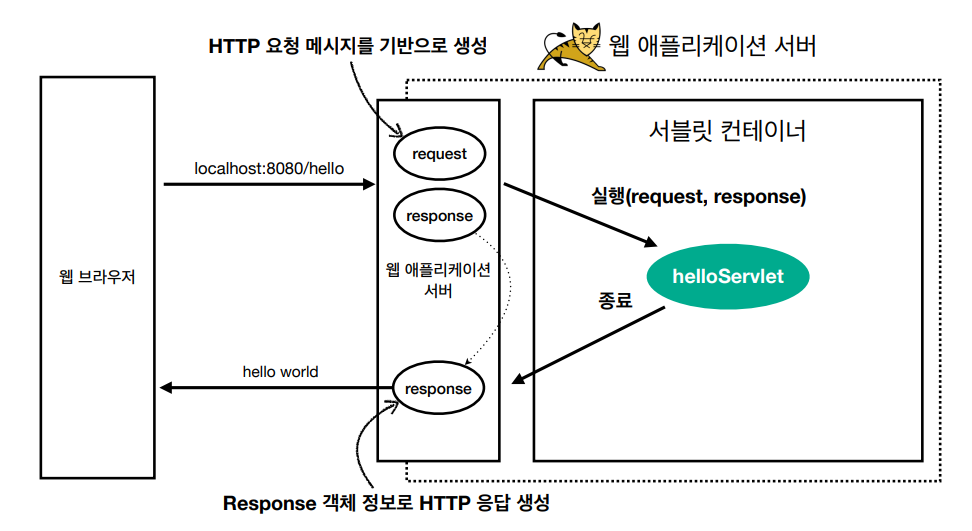 HTTP 요청 메시지를 기반으로 생성
웹 애플리케이션 서버
서블릿 컨테이너
request
localhost:8080/hello
실행(request, response)
response
웹 브라우저
웹 애플리케이션
서버
helloServlet
종료
hello world
response
Response 객체 정보로 HTTP 응답 생성